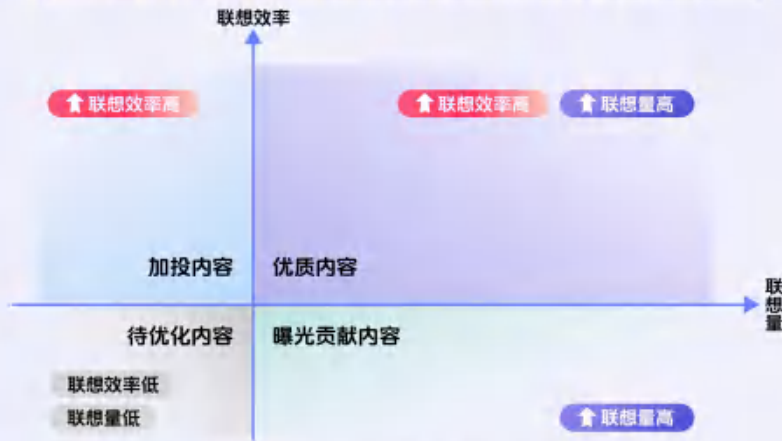 联想效率
联想效率高
联想效率高
联想量高
加投内容
优质内容
联想量
待优化内容
曝光贡献内容
联想效率低
联想量低
联想量高